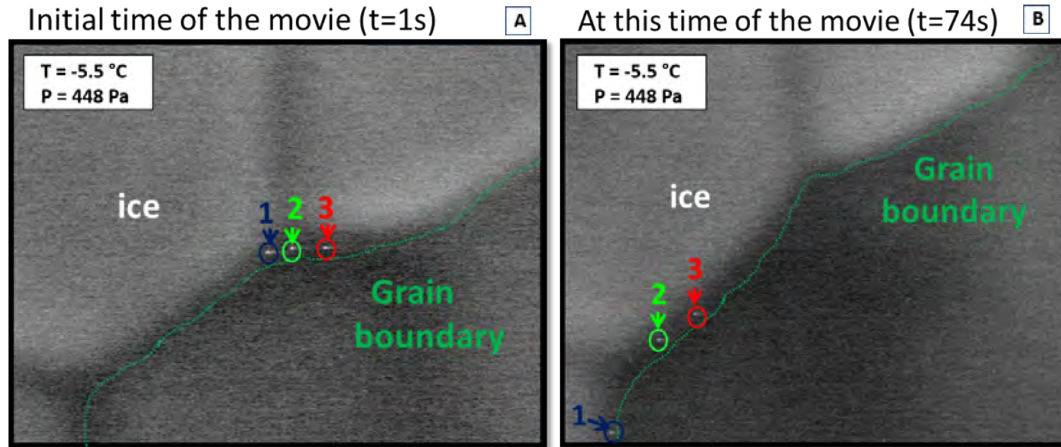 Initial time of the movie (t=1s)
A
T = -5.5 °C
P = 448 Pa
ice
1
2
3
Grain
boundary
At this time of the movie (t=74s)
B
T = -5.5 °C
P = 448 Pa
Grain
boundary
ice
2
3
1